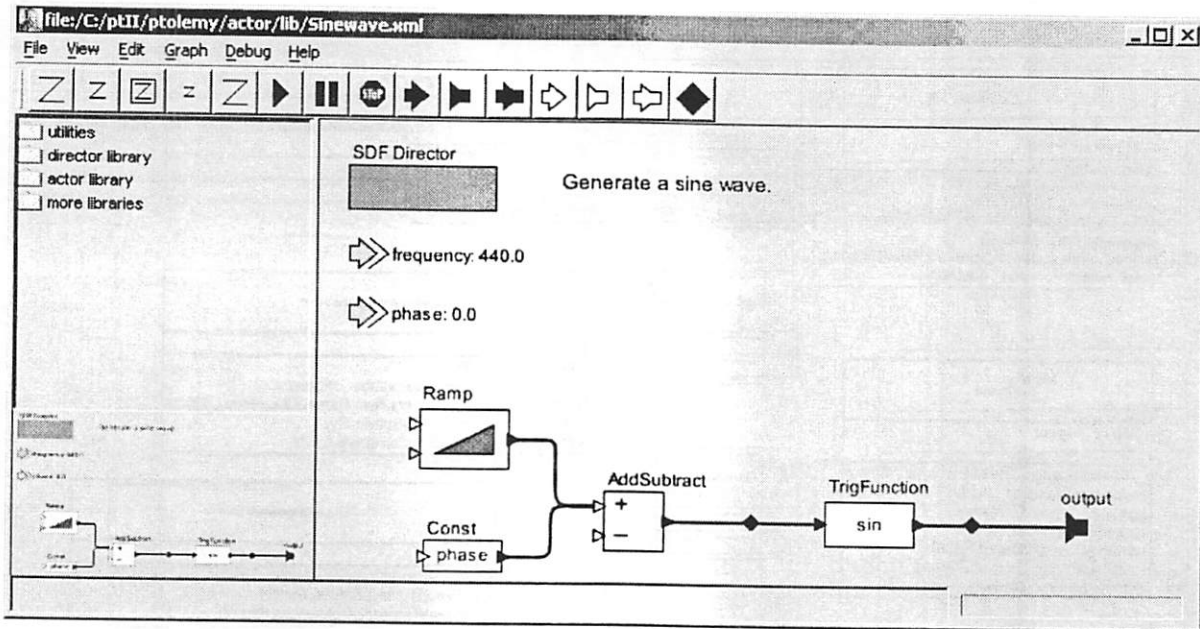 file:/C:/ptII/ptolemy/actor/lib/Sinewave.xml
File View Edit Graph Debug Help
Z Z Z z Z STOP
utilities
director library
actor library
more libraries
SDF Director
Generate a sine wave.
frequency: 440.0
phase: 0.0
Ramp
AddSubtract
+
−
TrigFunction
sin
output
Const
phase